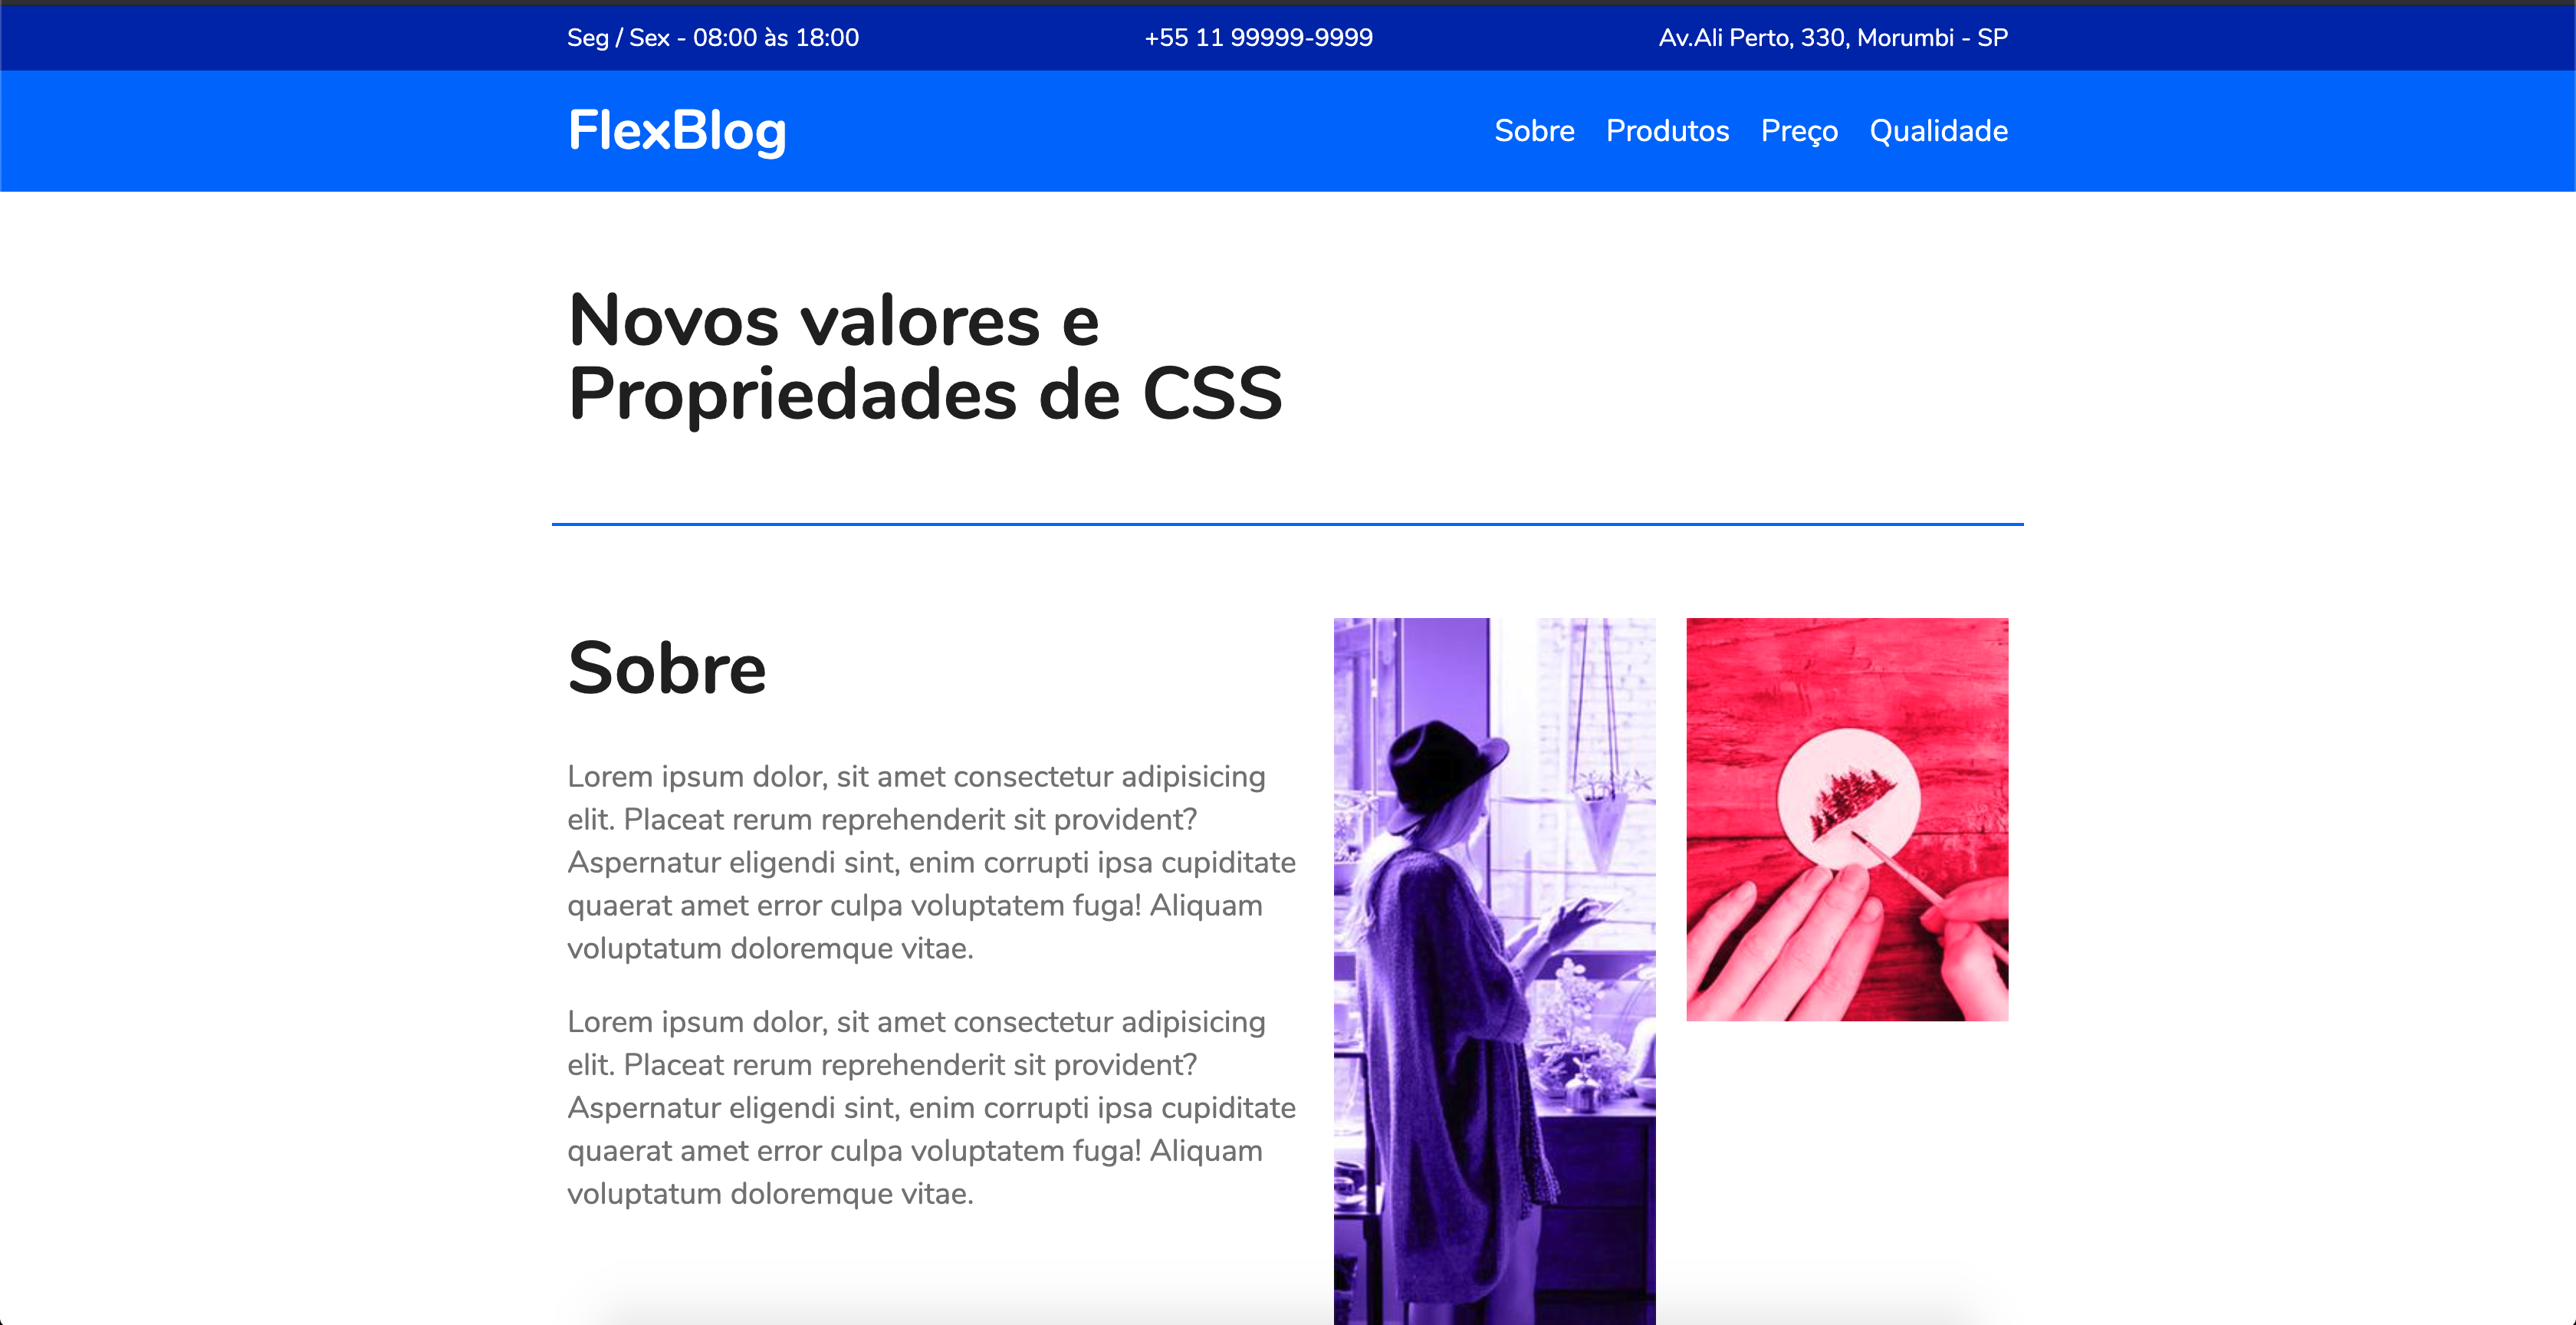 Seg / Sex - 08:00 às 18:00
+55 11 99999-9999
Av.Ali Perto, 330, Morumbi - SP
FlexBlog
Sobre
Produtos
Preço
Qualidade
Novos valores e
Propriedades de CSS
Sobre
Lorem ipsum dolor, sit amet consectetur adipisicing
elit. Placeat rerum reprehenderit sit provident?
Aspernatur eligendi sint, enim corrupti ipsa cupiditate
quaerat amet error culpa voluptatem fuga! Aliquam
voluptatum doloremque vitae.
Lorem ipsum dolor, sit amet consectetur adipisicing
elit. Placeat rerum reprehenderit sit provident?
Aspernatur eligendi sint, enim corrupti ipsa cupiditate
quaerat amet error culpa voluptatem fuga! Aliquam
voluptatum doloremque vitae.